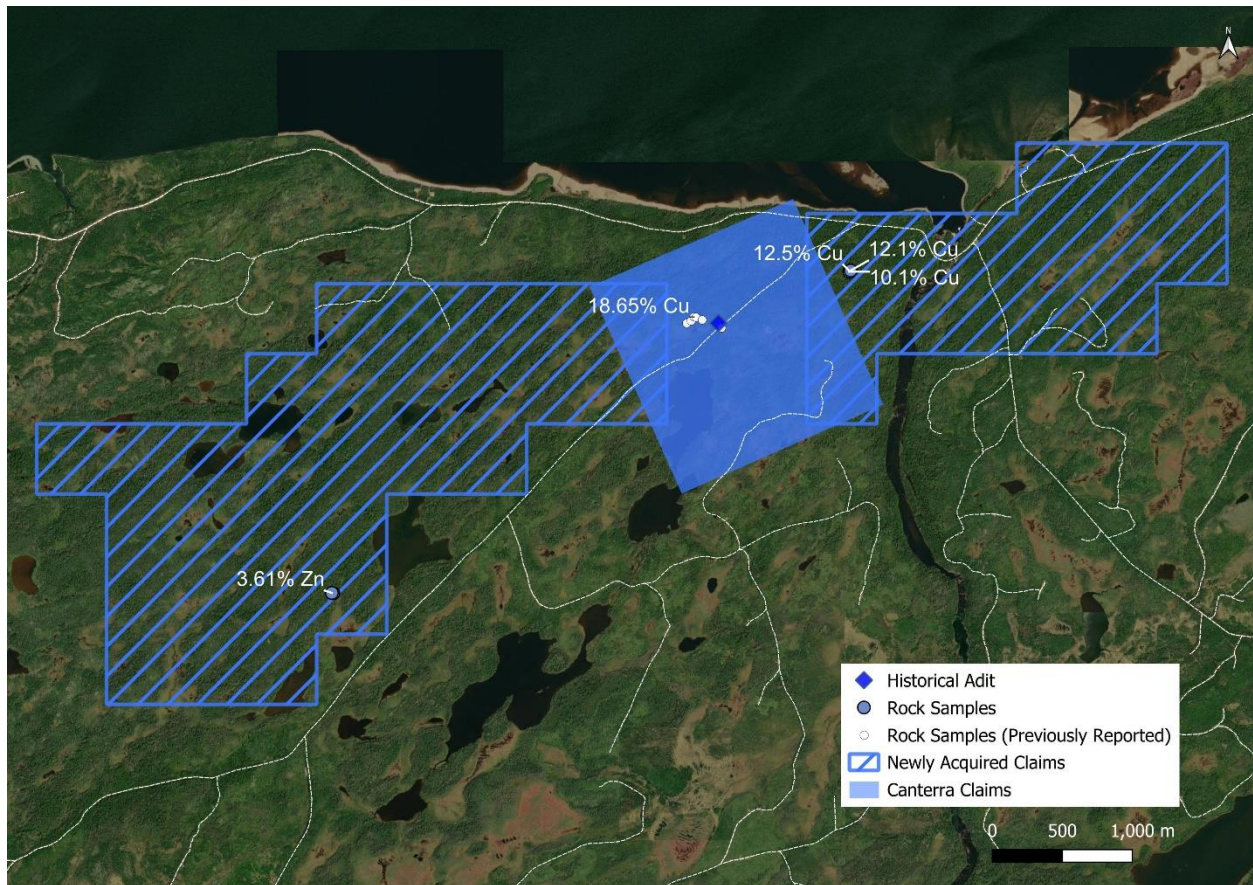 N
12.5% Cu
12.1% Cu
10.1% Cu
18.65% Cu
3.61% Zn
Historical Adit
Rock Samples
Rock Samples (Previously Reported)
Newly Acquired Claims
Canterra Claims
0 500 1,000 m